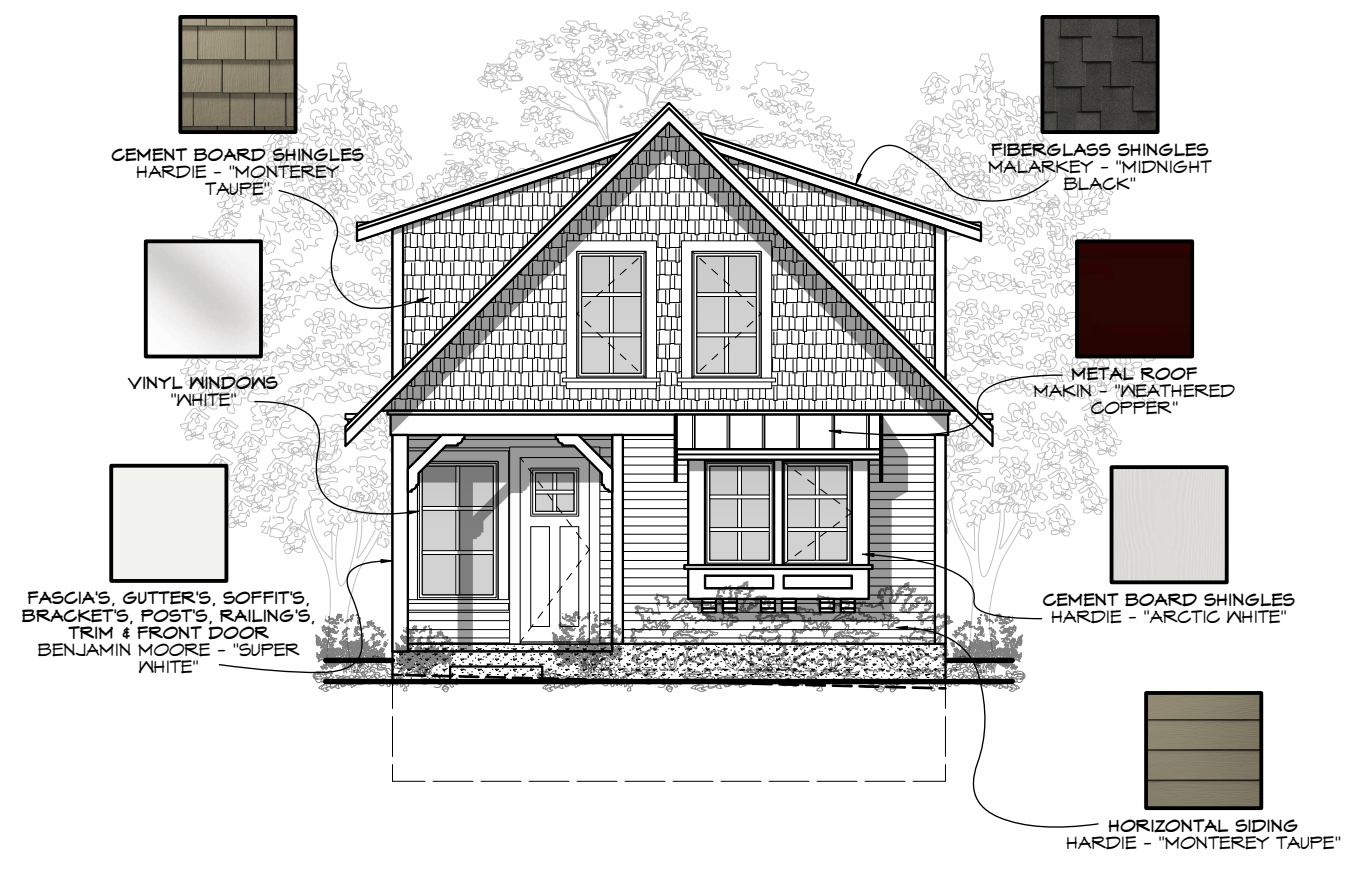 CEMENT BOARD SHINGLES
HARDIE - "MONTEREY
TAUPE"
VINYL WINDOWS
"WHITE"
FASCIA'S, GUTTER'S, SOFFIT'S,
BRACKET'S, POST'S, RAILING'S,
TRIM & FRONT DOOR
BENJAMIN MOORE - "SUPER
WHITE"
FIBERGLASS SHINGLES
MALARKEY - "MIDNIGHT
BLACK"
METAL ROOF
MAKIN - "WEATHERED
COPPER"
CEMENT BOARD SHINGLES
HARDIE - "ARCTIC WHITE"
HORIZONTAL SIDING
HARDIE - "MONTEREY TAUPE"